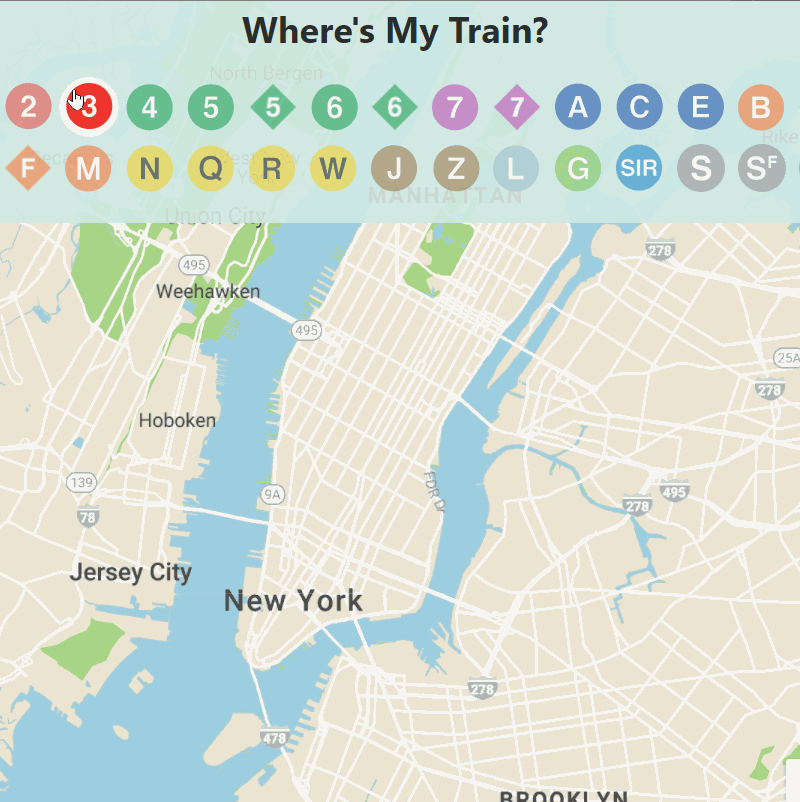 Where's My Train?
North Bergen
2 3 4 5 5 6 6 7 7 A C E B
F M N Q R W J Z L G SIR S SF
MANHATTAN
Union City
495
278
Weehawken
495
25A
278
Hoboken
139
9A
FDR Dr
495
278
78
Jersey City
New York
278
478
BROOKLYN